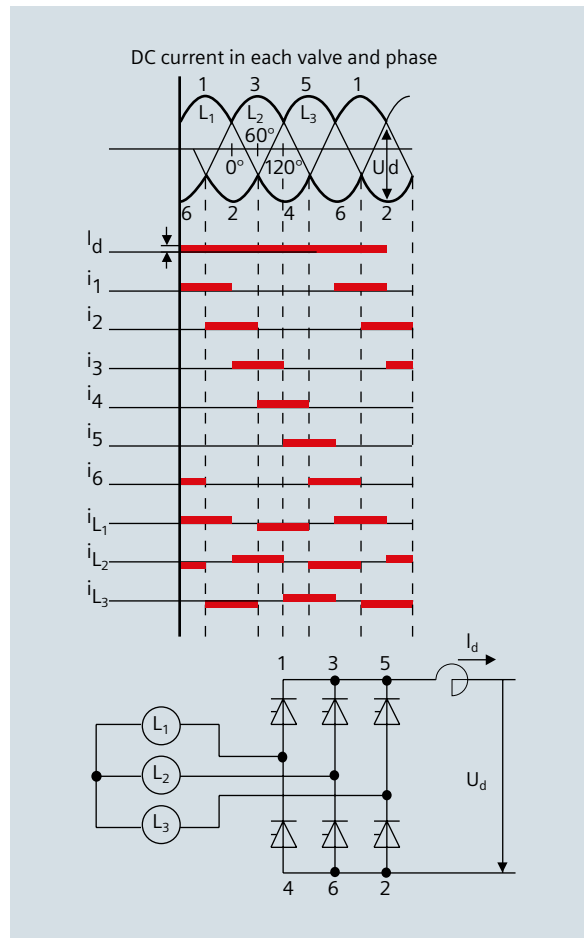 DC current in each valve and phase
1 3 5 1
L1 L2 L3
60°
0° 120° Ud
6 2 4 6 2
Id
i1
i2
i3
i4
i5
i6
iL1
iL2
iL3
Id
1 3 5
L1
L2
L3
Ud
4 6 2